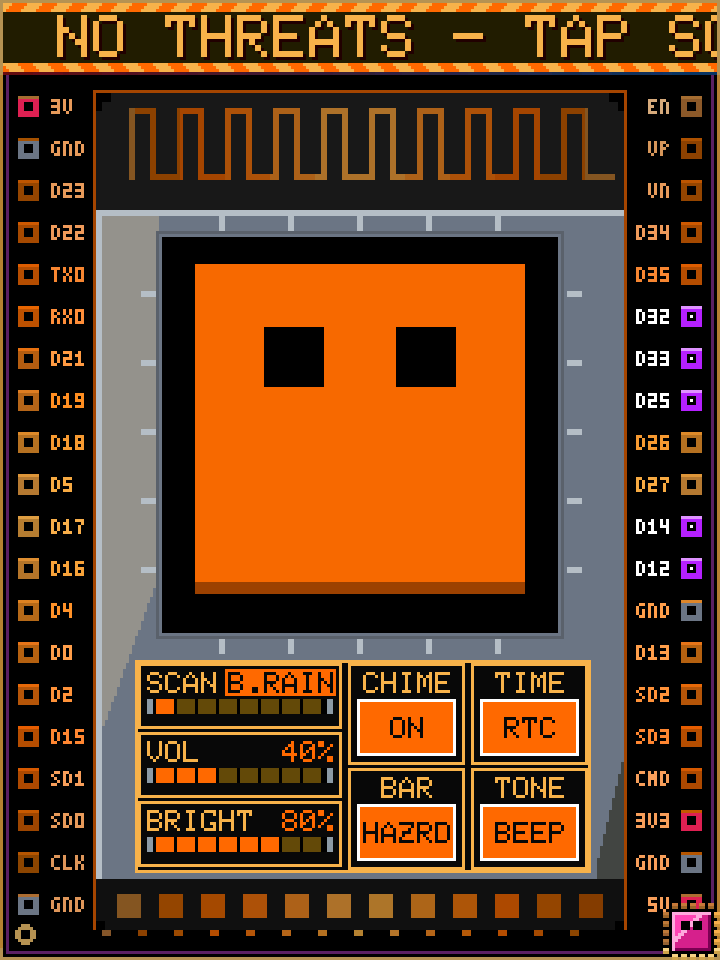 NO THREATS - TAP
3V
GND
D23
D22
TX0
RX0
D21
D19
D18
D5
D17
D16
D4
D0
D2
D15
SD1
SD0
CLK
GND
EN
VP
VN
D34
D35
D32
D33
D25
D26
D27
D14
D12
GND
D13
SD2
SD3
CMD
3V3
GND
5V
SCAN B.RAIN
VOL 40%
BRIGHT 80%
CHIME
ON
TIME
RTC
BAR
HAZRD
TONE
BEEP